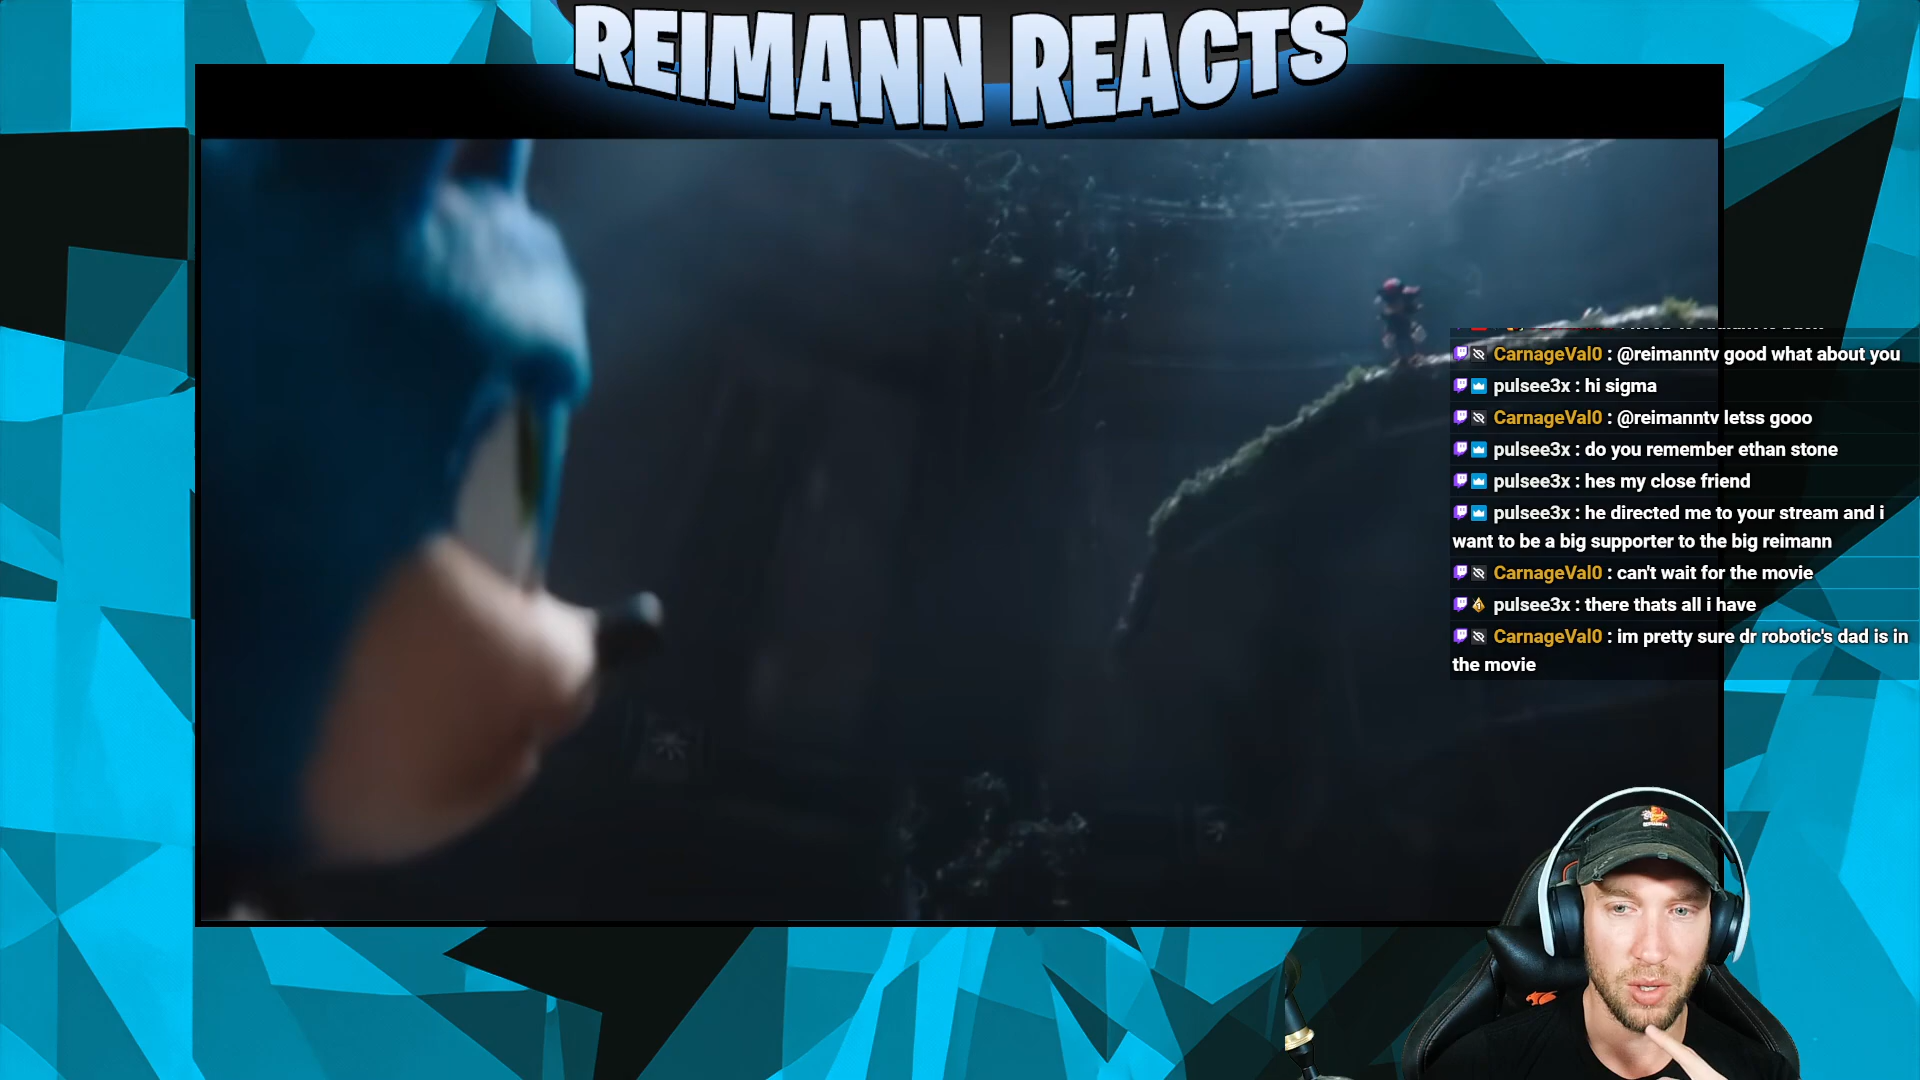 REIMANN REACTS
CarnageVal0 : @reimanntv good what about you
pulsee3x : hi sigma
CarnageVal0 : @reimanntv letss gooo
pulsee3x : do you remember ethan stone
pulsee3x : hes my close friend
pulsee3x : he directed me to your stream and i
want to be a big supporter to the big reimann
CarnageVal0 : can't wait for the movie
pulsee3x : there thats all i have
CarnageVal0 : im pretty sure dr robotic's dad is in
the movie